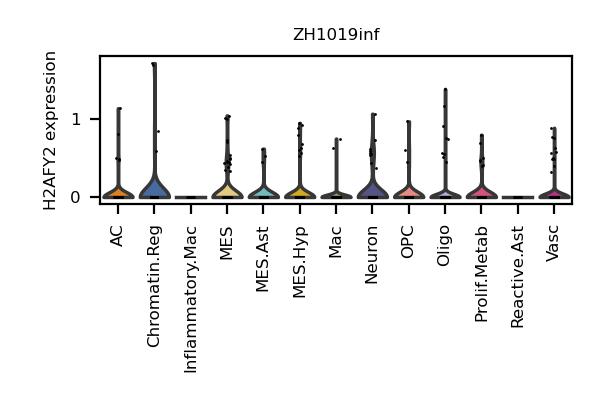 ZH1019inf
H2AFY2 expression
1
0
AC
Chromatin.Reg
Inflammatory.Mac
MES
MES.Ast
MES.Hyp
Mac
Neuron
OPC
Oligo
Prolif.Metab
Reactive.Ast
Vasc